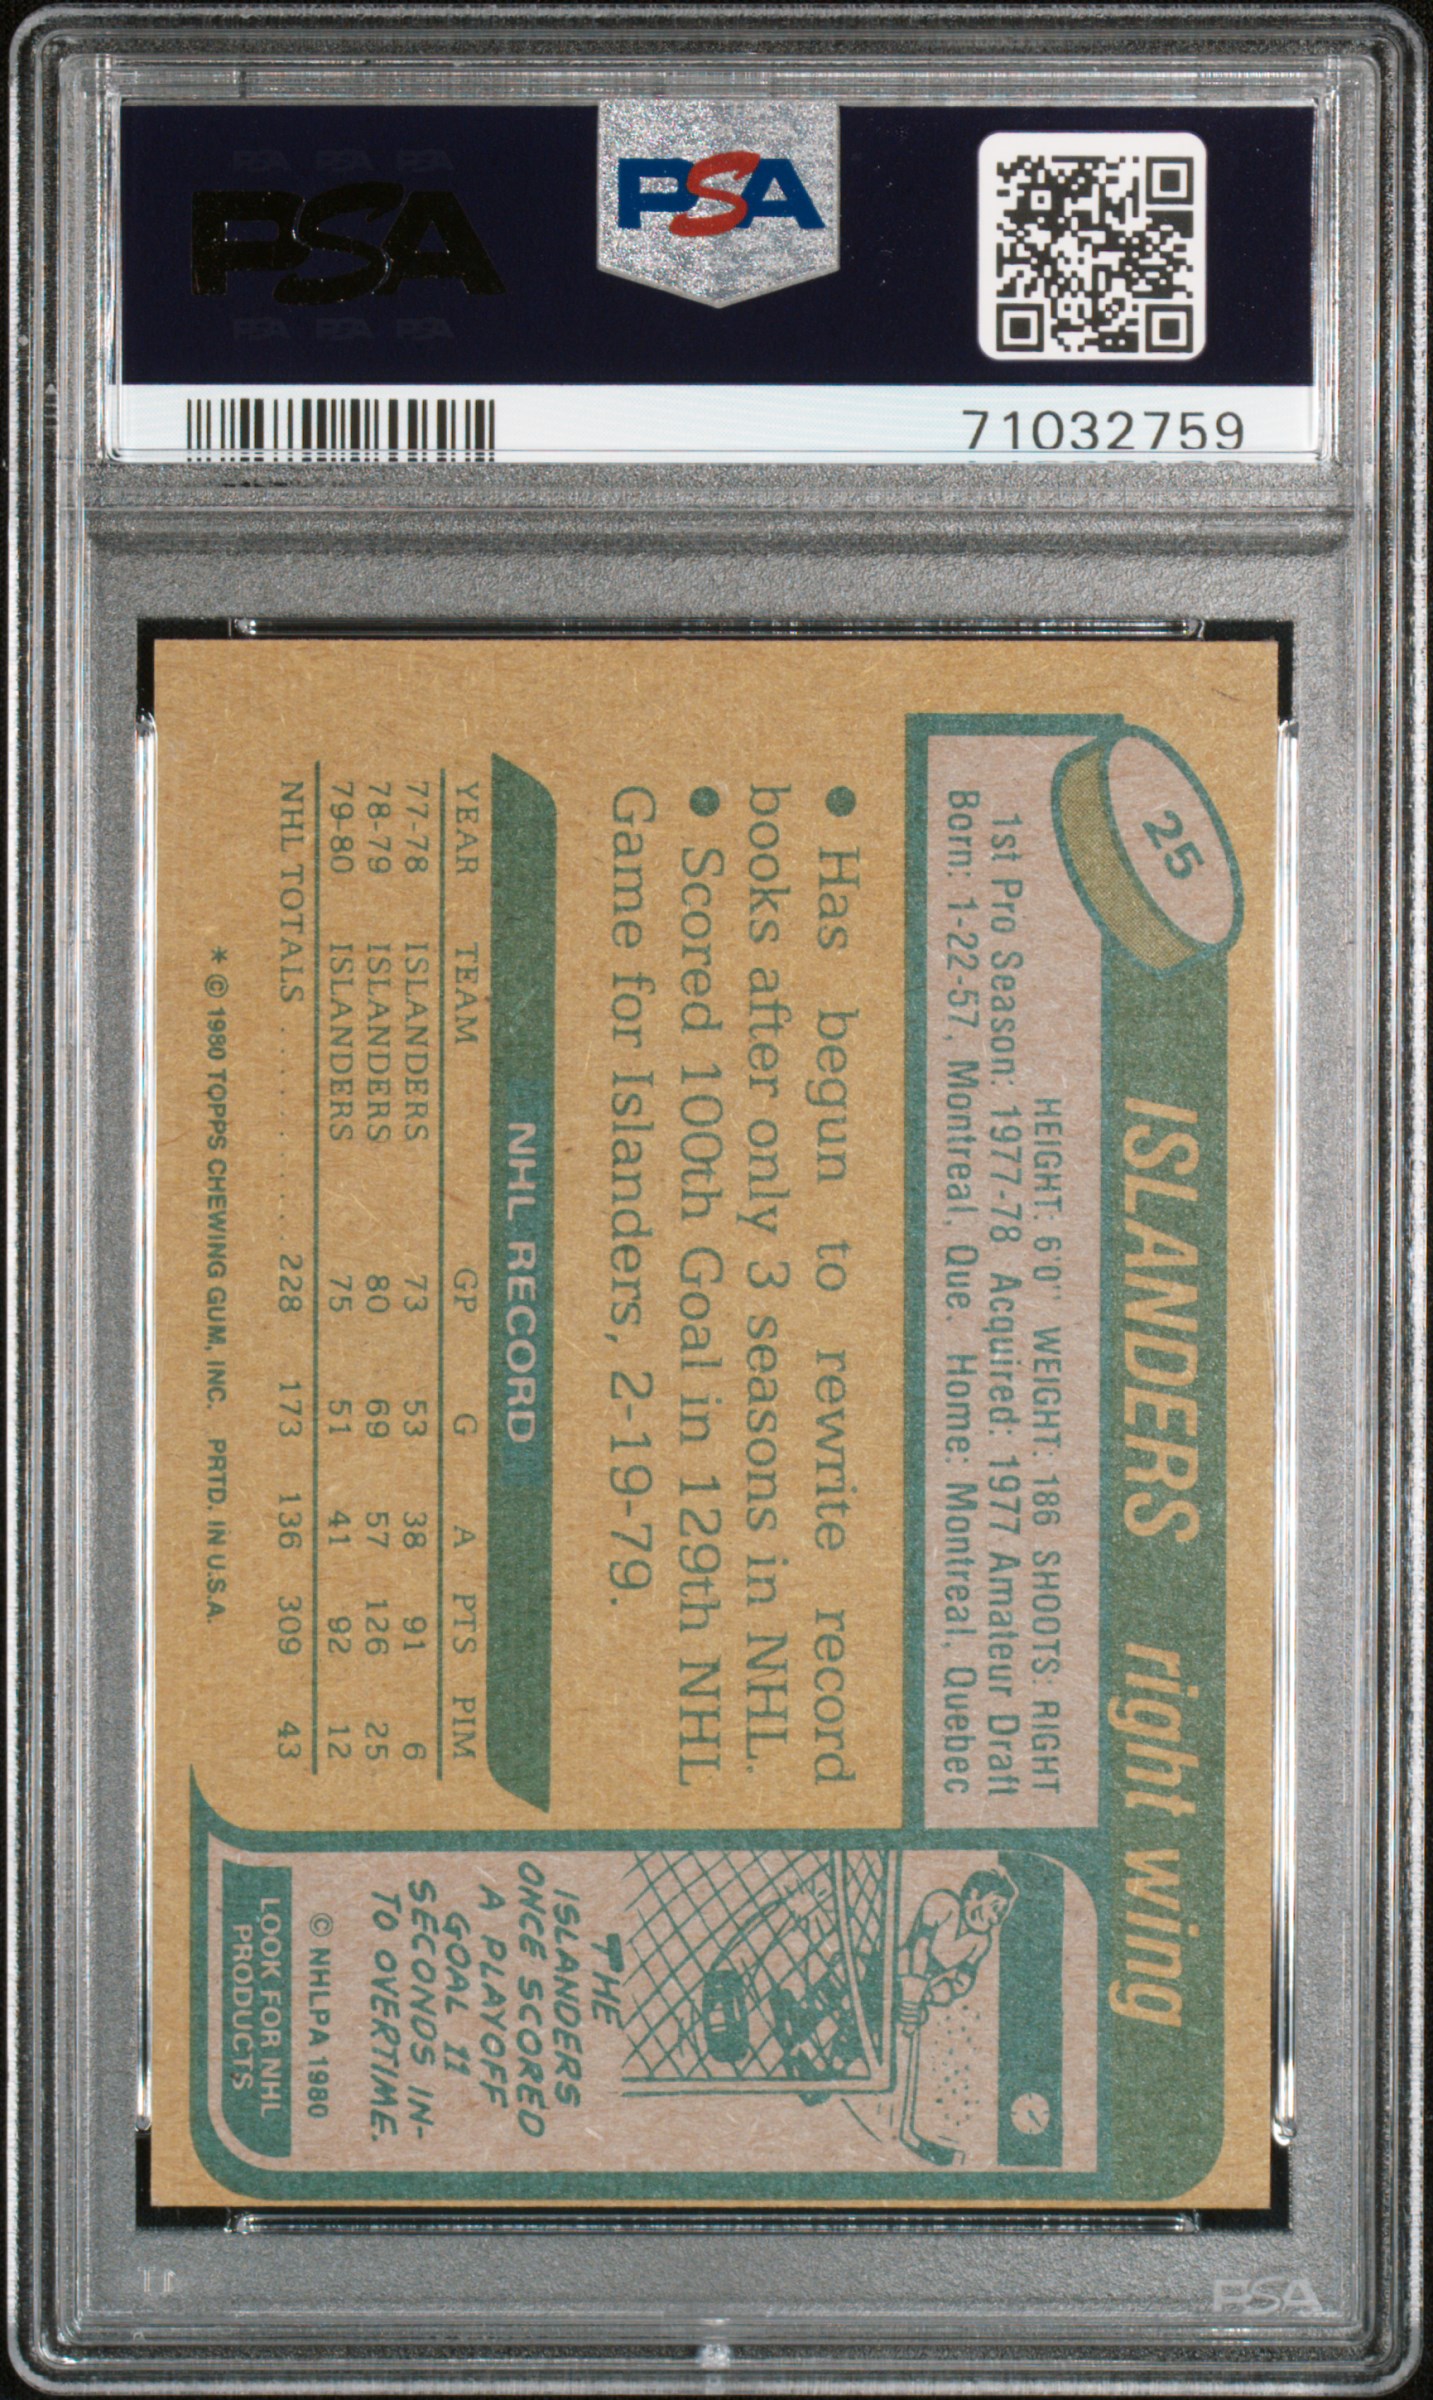 PSA PSA PSA
PSA
PSA PSA PSA
PSA
71032759
25
ISLANDERS right wing
HEIGHT: 6'0" WEIGHT: 186 SHOOTS: RIGHT
1st Pro Season: 1977-78 Acquired: 1977 Amateur Draft
Born: 1-22-57, Montreal, Que. Home: Montreal, Quebec
● Has begun to rewrite record
books after only 3 seasons in NHL.
● Scored 100th Goal in 129th NHL
Game for Islanders, 2-19-79.
NHL RECORD
YEAR TEAM GP G A PTS PIM
77-78 ISLANDERS 73 53 38 91 6
78-79 ISLANDERS 80 69 57 126 25
79-80 ISLANDERS 75 51 41 92 12
NHL TOTALS . . . . . . . . . . 228 173 136 309 43
* © 1980 TOPPS CHEWING GUM, INC. PRTD. IN U.S.A.
THE
ISLANDERS
ONCE SCORED
A PLAYOFF
GOAL 11
SECONDS IN-
TO OVERTIME.
© NHLPA 1980
LOOK FOR NHL
PRODUCTS
PSA